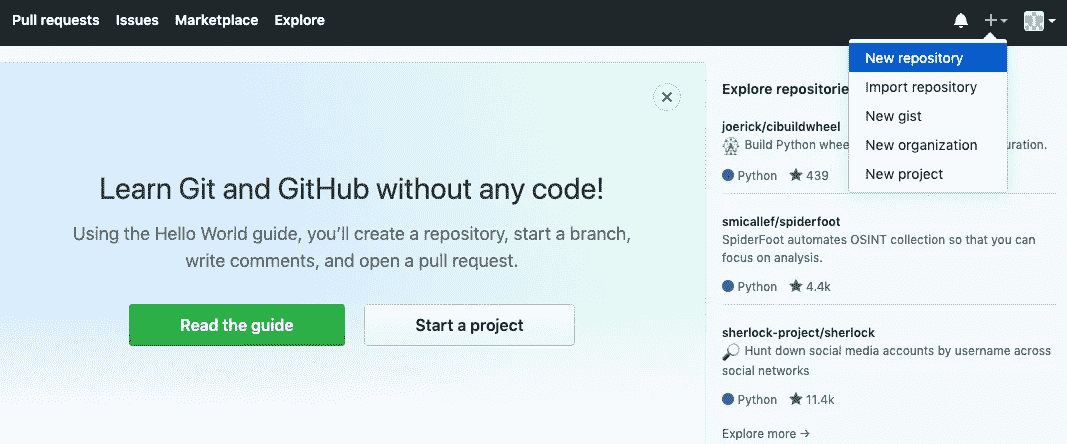 Pull requests Issues Marketplace Explore
New repository
Import repository
New gist
New organization
New project
Learn Git and GitHub without any code!
Using the Hello World guide, you’ll create a repository, start a branch,
write comments, and open a pull request.
Read the guide
Start a project
Explore repositorie
joerick/cibuildwheel
Build Python whee uration.
Python 439
smicallef/spiderfoot
SpiderFoot automates OSINT collection so that you can
focus on analysis.
Python 4.4k
sherlock-project/sherlock
Hunt down social media accounts by username across
social networks
Python 11.4k
Explore more →